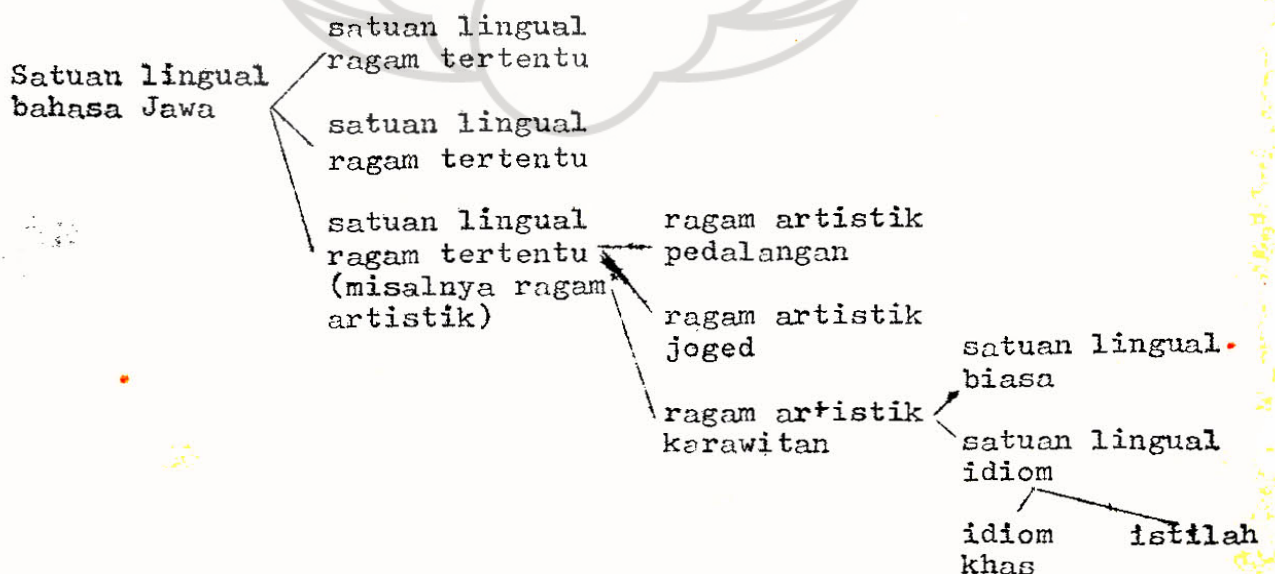 Satuan lingual
bahasa Jawa
satuan lingual
ragam tertentu
satuan lingual
ragam tertentu
satuan lingual
ragam tertentu
(misalnya ragam
artistik)
ragam artistik
pedalangan
ragam artistik
joged
ragam artistik
karawitan
satuan lingual
biasa
satuan lingual
idiom
idiom
khas
istilah